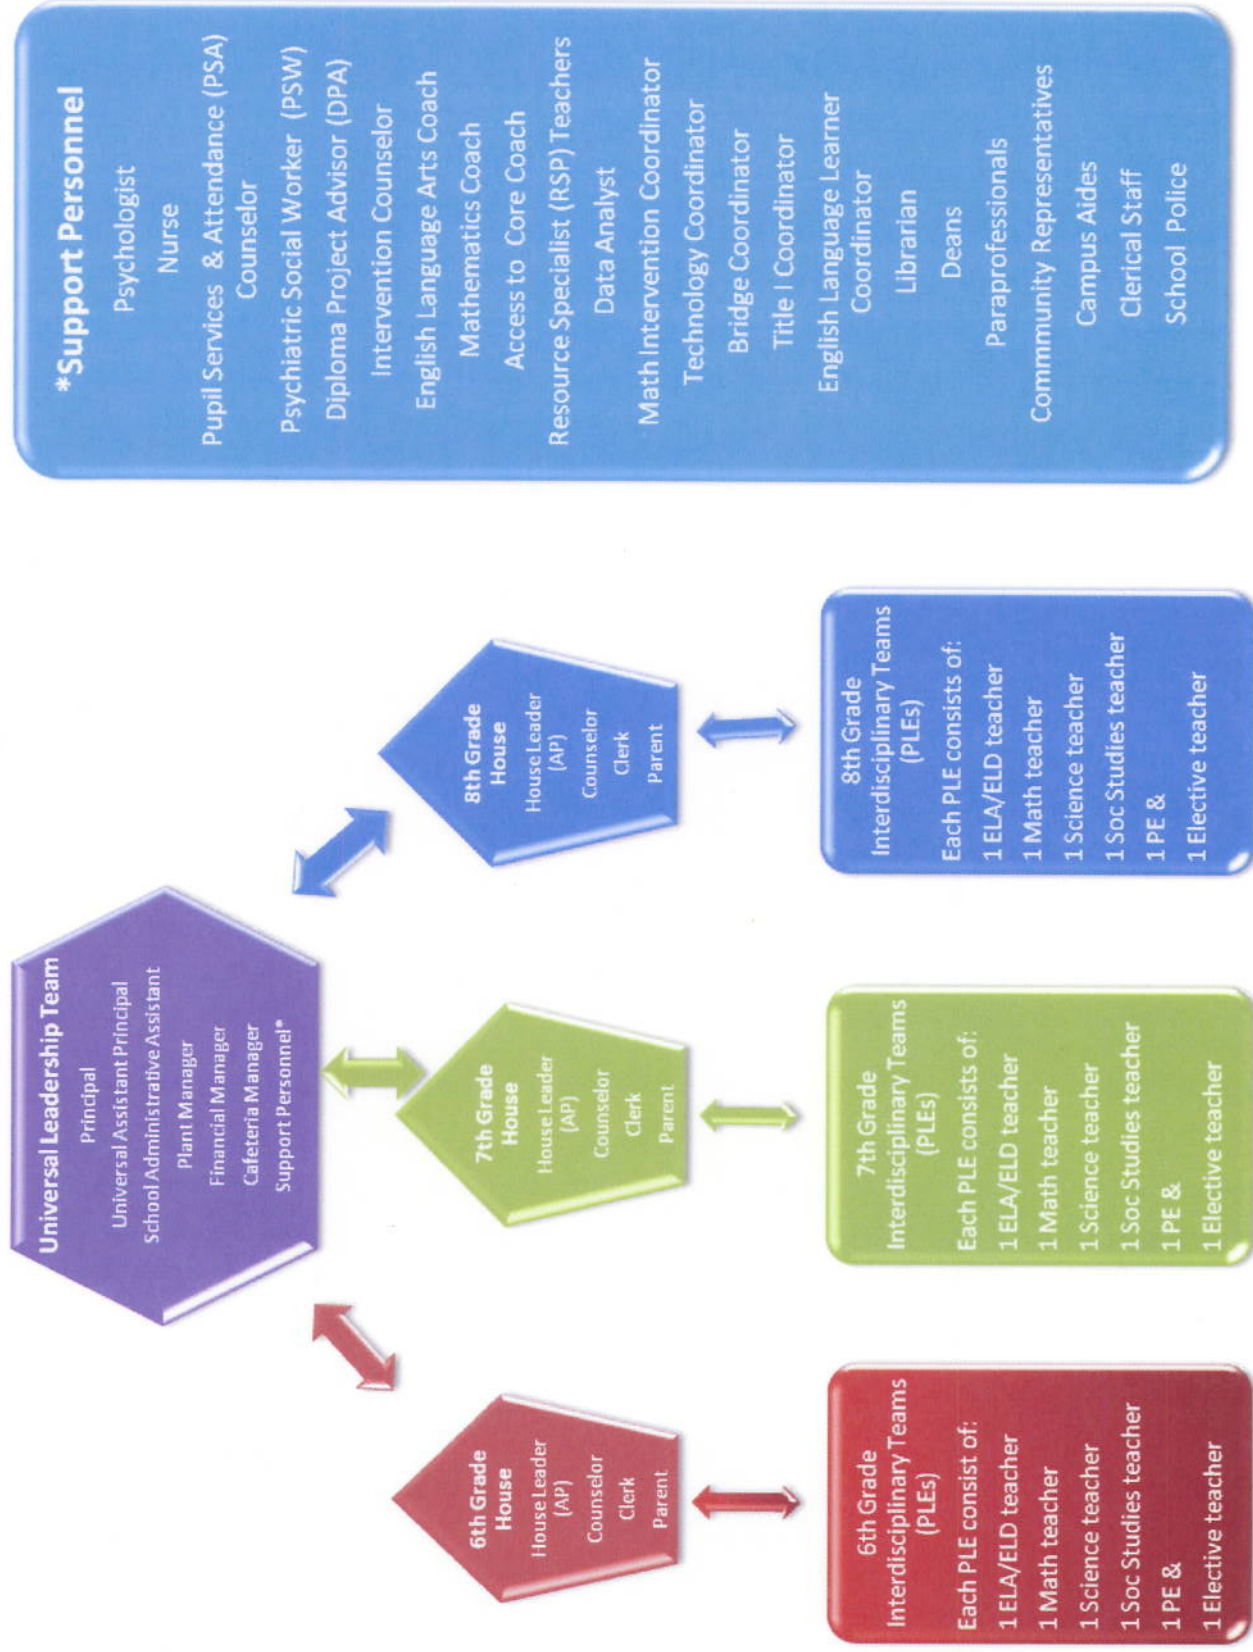 Universal Leadership Team
Principal
Universal Assistant Principal
School Administrative Assistant
Plant Manager
Financial Manager
Cafeteria Manager
Support Personnel*
6th Grade
House
House Leader
(AP)
Counselor
Clerk
Parent
7th Grade
House
House Leader
(AP)
Counselor
Clerk
Parent
8th Grade
House
House Leader
(AP)
Counselor
Clerk
Parent
6th Grade
Interdisciplinary Teams
(PLEs)
Each PLE consist of:
1 ELA/ELD teacher
1 Math teacher
1 Science teacher
1 Soc Studies teacher
1 PE &
1 Elective teacher
7th Grade
Interdisciplinary Teams
(PLEs)
Each PLE consists of:
1 ELA/ELD teacher
1 Math teacher
1 Science teacher
1 Soc Studies teacher
1 PE &
1 Elective teacher
8th Grade
Interdisciplinary Teams
(PLEs)
Each PLE consists of:
1 ELA/ELD teacher
1 Math teacher
1 Science teacher
1 Soc Studies teacher
1 PE &
1 Elective teacher
*Support Personnel
Psychologist
Nurse
Pupil Services & Attendance (PSA)
Counselor
Psychiatric Social Worker (PSW)
Diploma Project Advisor (DPA)
Intervention Counselor
English Language Arts Coach
Mathematics Coach
Access to Core Coach
Resource Specialist (RSP) Teachers
Data Analyst
Math Intervention Coordinator
Technology Coordinator
Bridge Coordinator
Title I Coordinator
English Language Learner
Coordinator
Librarian
Deans
Paraprofessionals
Commmunity Representatives
Campus Aides
Clerical Staff
School Police